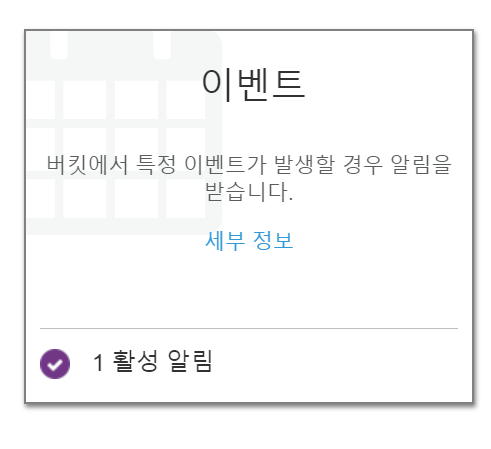 이벤트
버킷에서 특정 이벤트가 발생할 경우 알림을
받습니다.
세부 정보
1 활성 알림